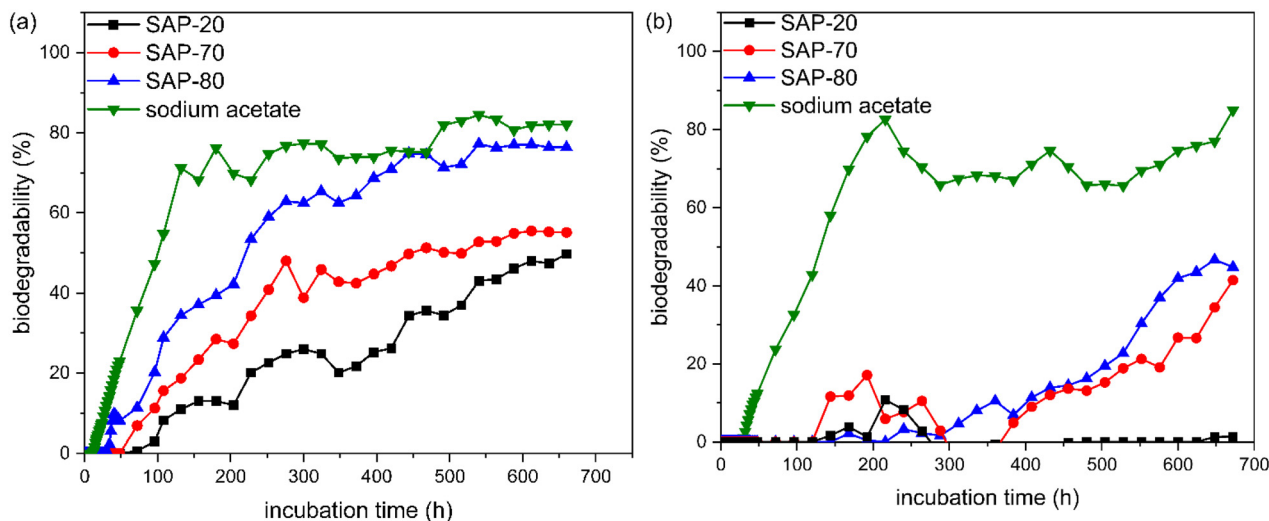 (a)
SAP-20
SAP-70
SAP-80
sodium acetate
100
80
60
40
20
0
biodegradability (%)
0 100 200 300 400 500 600 700
incubation time (h)
(b)
SAP-20
SAP-70
SAP-80
sodium acetate
100
80
60
40
20
0
biodegradability (%)
0 100 200 300 400 500 600 700
incubation time (h)